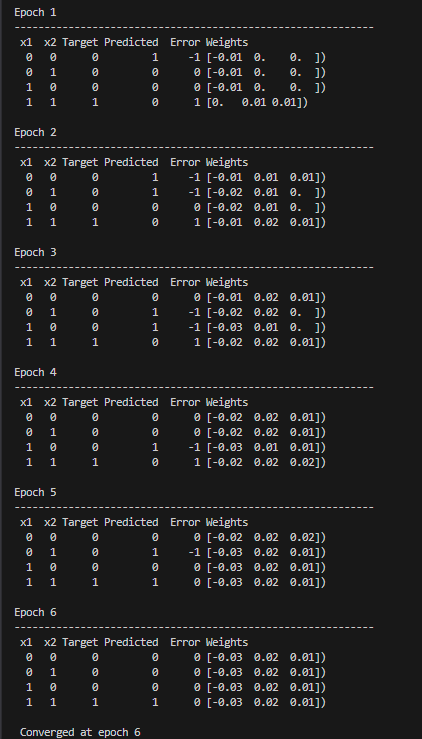 Epoch 1
------------------------------------------------------------
x1 x2 Target Predicted Error Weights
0 0 0 1 -1 [-0.01 0. 0. ])
0 1 0 0 0 [-0.01 0. 0. ])
1 0 0 0 0 [-0.01 0. 0. ])
1 1 1 0 1 [0. 0.01 0.01])
Epoch 2
------------------------------------------------------------
x1 x2 Target Predicted Error Weights
0 0 0 1 -1 [-0.01 0.01 0.01])
0 1 0 1 -1 [-0.02 0.01 0. ])
1 0 0 0 0 [-0.02 0.01 0. ])
1 1 1 0 1 [-0.01 0.02 0.01])
Epoch 3
------------------------------------------------------------
x1 x2 Target Predicted Error Weights
0 0 0 0 0 [-0.01 0.02 0.01])
0 1 0 1 -1 [-0.02 0.02 0. ])
1 0 0 1 -1 [-0.03 0.01 0. ])
1 1 1 0 1 [-0.02 0.02 0.01])
Epoch 4
------------------------------------------------------------
x1 x2 Target Predicted Error Weights
0 0 0 0 0 [-0.02 0.02 0.01])
0 1 0 0 0 [-0.02 0.02 0.01])
1 0 0 1 -1 [-0.03 0.01 0.01])
1 1 1 0 1 [-0.02 0.02 0.02])
Epoch 5
------------------------------------------------------------
x1 x2 Target Predicted Error Weights
0 0 0 0 0 [-0.02 0.02 0.02])
0 1 0 1 -1 [-0.03 0.02 0.01])
1 0 0 0 0 [-0.03 0.02 0.01])
1 1 1 1 0 [-0.03 0.02 0.01])
Epoch 6
------------------------------------------------------------
x1 x2 Target Predicted Error Weights
0 0 0 0 0 [-0.03 0.02 0.01])
0 1 0 0 0 [-0.03 0.02 0.01])
1 0 0 0 0 [-0.03 0.02 0.01])
1 1 1 1 0 [-0.03 0.02 0.01])
Converged at epoch 6